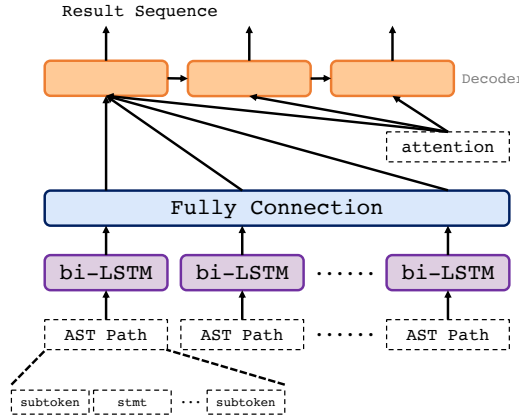 Result Sequence
Decoder
attention
Fully Connection
bi-LSTM bi-LSTM ...... bi-LSTM
AST Path AST Path ...... AST Path
subtoken stmt ... subtoken